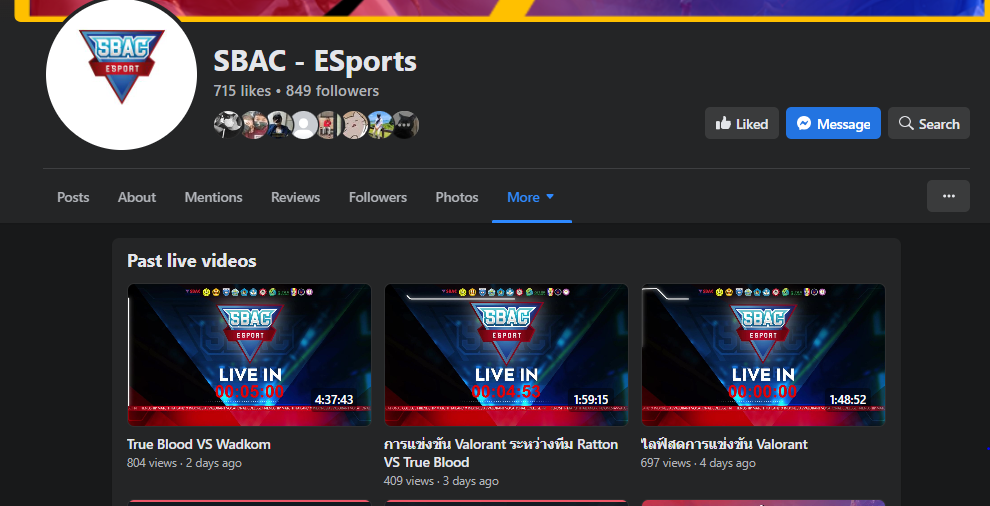 SBAC
ESPORT
SBAC - ESports
715 likes • 849 followers
Liked
Message
Search
Posts
About
Mentions
Reviews
Followers
Photos
More
Past live videos
SBAC
ESPORT
LIVE IN
00:05:00
4:37:43
SBAC
ESPORT
LIVE IN
00:04:53
1:59:15
SBAC
ESPORT
LIVE IN
00:00:00
1:48:52
True Blood VS Wadkom
804 views · 2 days ago
การแข่งขัน Valorant ระหว่างทีม Ratton
VS True Blood
409 views · 3 days ago
ไลฟ์สดการแข่งขัน Valorant
697 views · 4 days ago